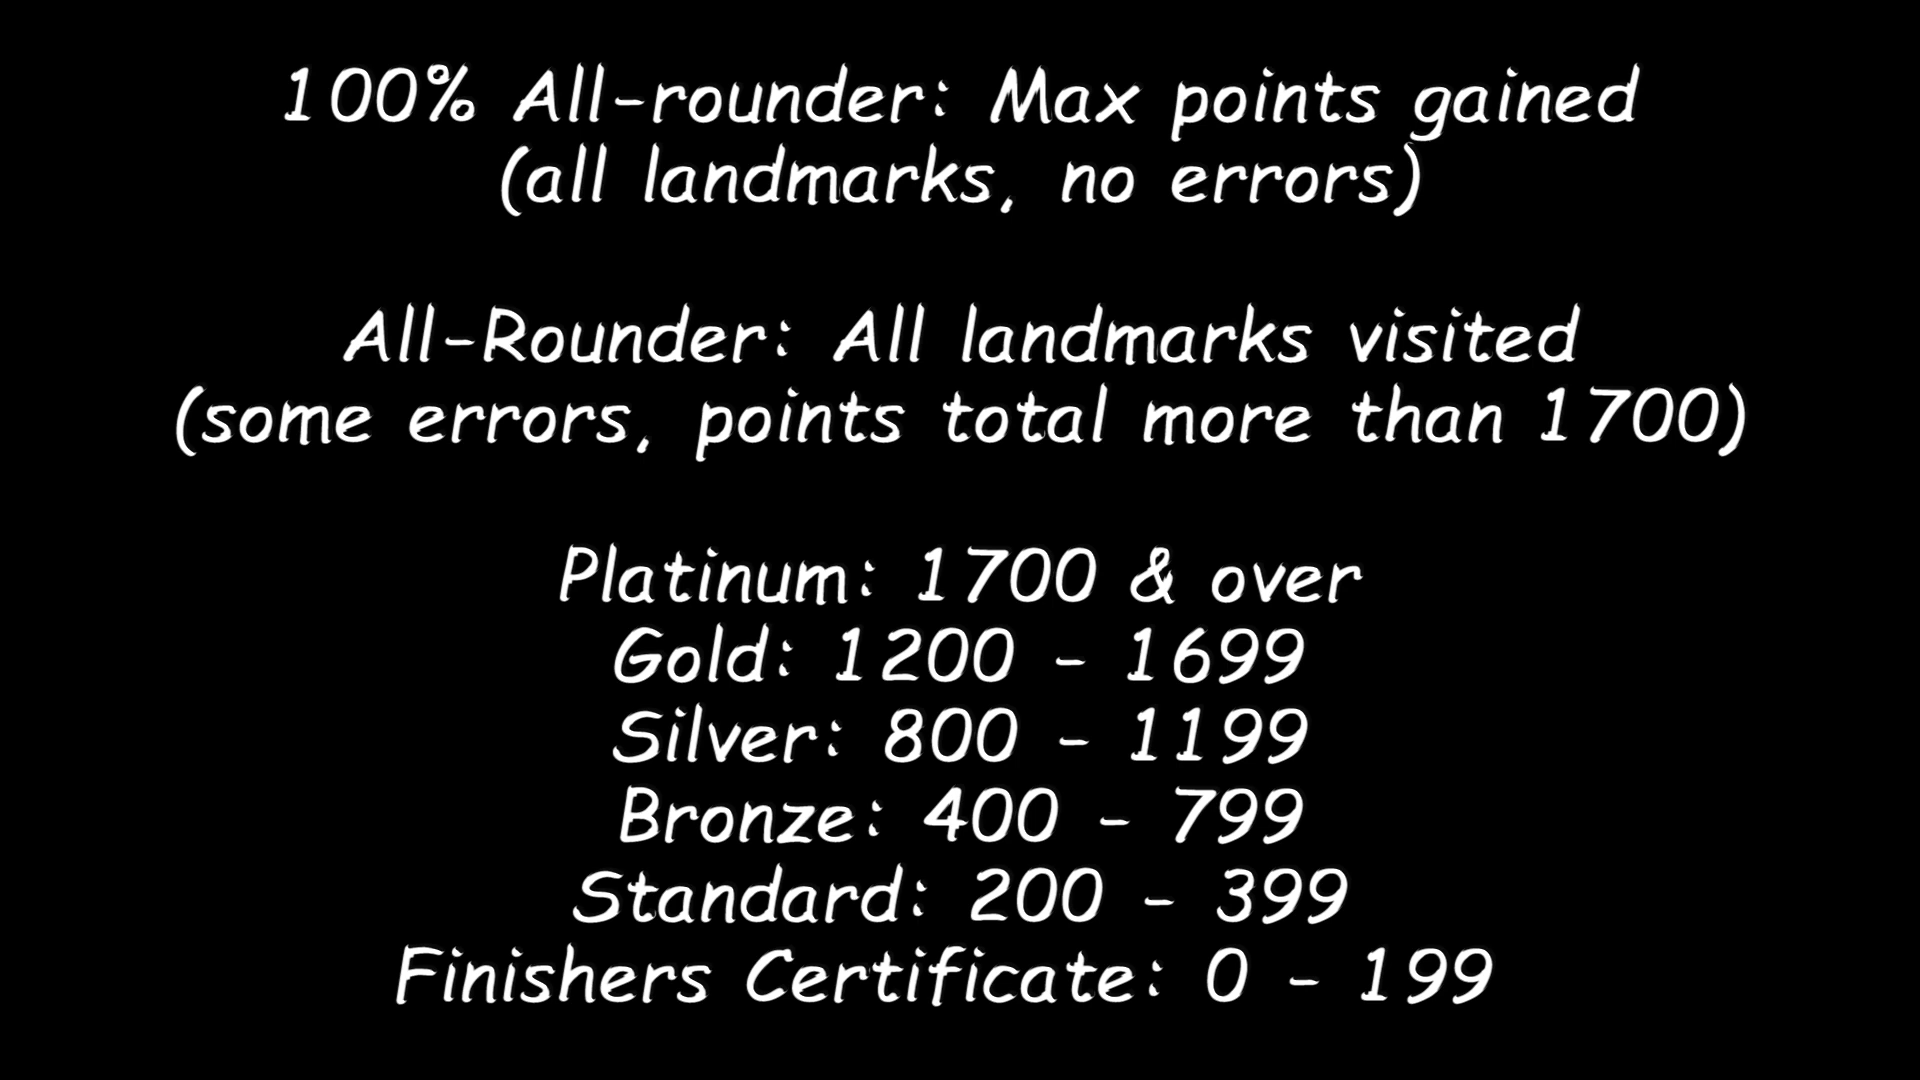 100% All-rounder: Max points gained
(all landmarks, no errors)
All-Rounder: All landmarks visited
(some errors, points total more than 1700)
Platinum: 1700 & over
Gold: 1200 - 1699
Silver: 800 - 1199
Bronze: 400 - 799
Standard: 200 - 399
Finishers Certificate: 0 - 199